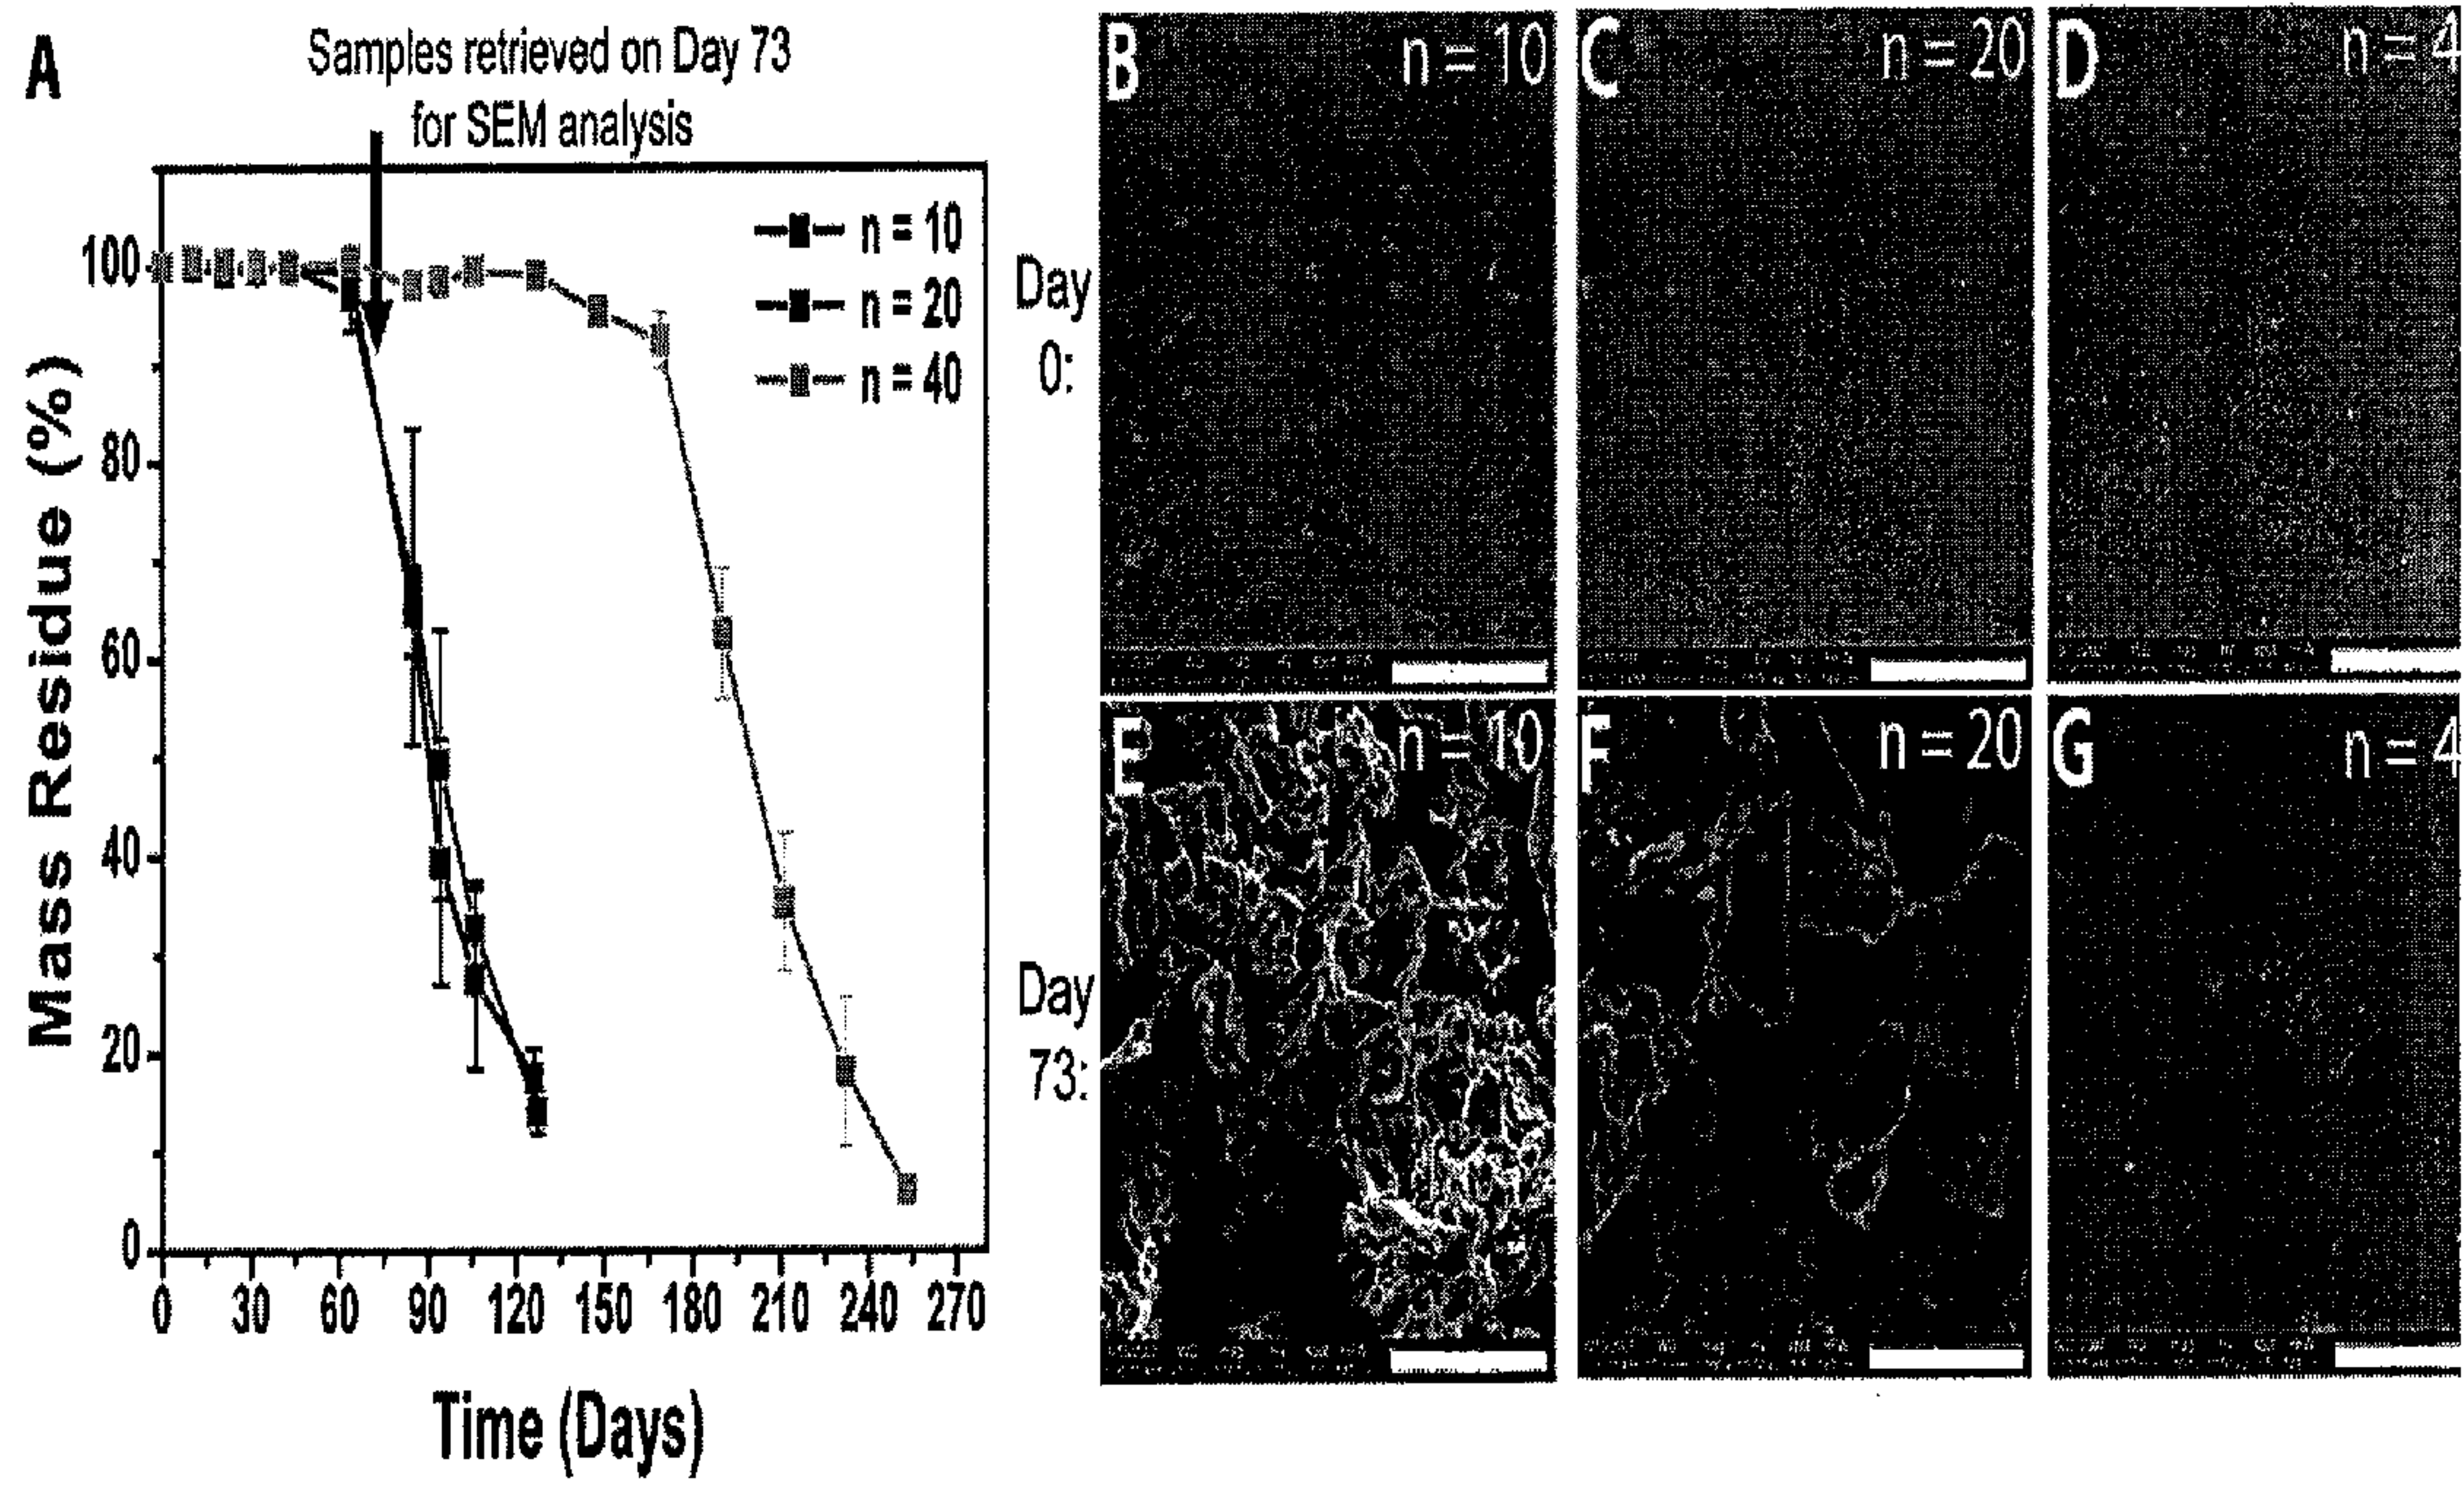 A
Samples retrieved on Day 73
for SEM analysis
n = 10
n = 20
n = 40
100
80
60
40
20
0
Mass Residue (%)
0 30 60 90 120 150 180 210 240 270
Time (Days)
Day
0:
B n = 10
C n = 20
D n = 4
Day
73:
E n = 10
F n = 20
G n = 4